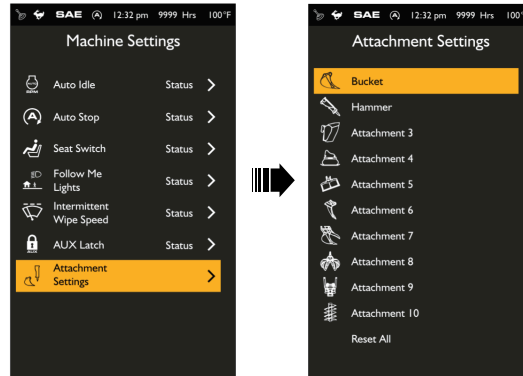 SAE 12:32 pm 9999 Hrs 100°F
Machine Settings
Auto Idle Status
Auto Stop Status
Seat Switch Status
Follow Me
Lights Status
Intermittent
Wipe Speed Status
AUX Latch Status
Attachment
Settings
SAE 12:32 pm 9999 Hrs 100°
Attachment Settings
Bucket
Hammer
Attachment 3
Attachment 4
Attachment 5
Attachment 6
Attachment 7
Attachment 8
Attachment 9
Attachment 10
Reset All